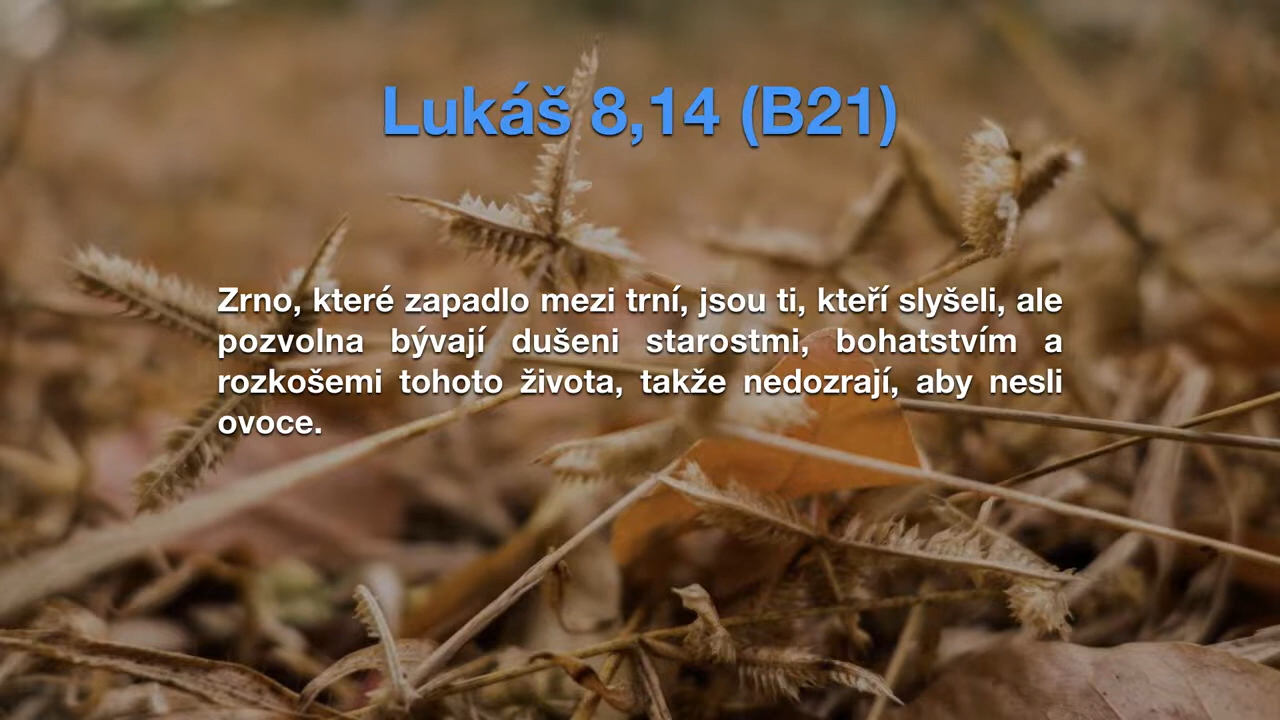 Lukáš 8,14 (B21)
Zrno, které zapadlo mezi trní, jsou ti, kteří slyšeli, ale
pozvolna bývají dušeni starostmi, bohatstvím a
rozkošemi tohoto života, takže nedozrají, aby nesli
ovoce.